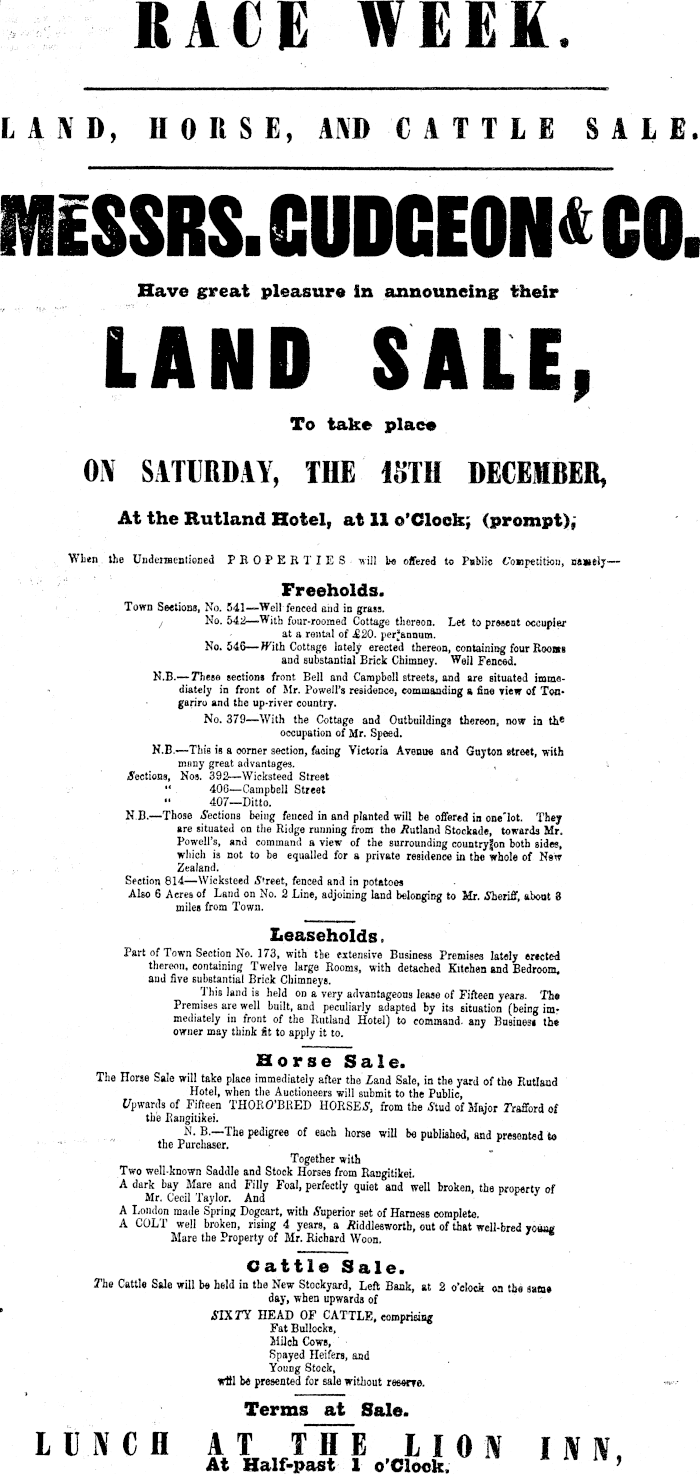 RACE WEEK.
LAND, HORSE, AND CATTLE SALE.
MESSRS. GUDGEON & CO.
Have great pleasure in announcing their
LAND SALE,
To take place
ON SATURDAY, THE 15TH DECEMBER,
At the Rutland Hotel, at 11 o'Clock; (prompt);
When the Undermentioned PROPERTIES will be offered to Public Competition, namely—
Freeholds.
Town Sections, No. 541—Well fenced and in grass.
No. 542—With four-roomed Cottage thereon. Let to present occupier
at a rental of £20. per annum.
No. 546—With Cottage lately erected thereon, containing four Rooms
and substantial Brick Chimney. Well Fenced.
N.B.—These sections front Bell and Campbell streets, and are situated imme-
diately in front of Mr. Powell's residence, commanding a fine view of Ton-
gariro and the up-river country.
No. 379—With the Cottage and Outbuildings thereon, now in the
occupation of Mr. Speed.
N.B.—This is a corner section, facing Victoria Avenue and Guyton street, with
many great advantages.
Sections, Nos. 392—Wicksteed Street
" 406—Campbell Street
" 407—Ditto.
N.B.—Those Sections being fenced in and planted will be offered in one lot. They
are situated on the Ridge running from the Rutland Stockade, towards Mr.
Powell's, and command a view of the surrounding country on both sides,
which is not to be equalled for a private residence in the whole of New
Zealand.
Section 814—Wicksteed Street, fenced and in potatoes
Also 6 Acres of Land on No. 2 Line, adjoining land belonging to Mr. Sheriff, about 3
miles from Town.
Leaseholds.
Part of Town Section No. 173, with the extensive Business Premises lately erected
thereon, containing Twelve large Rooms, with detached Kitchen and Bedroom,
and five substantial Brick Chimneys.
This land is held on a very advantageous lease of Fifteen years. The
Premises are well built, and peculiarly adapted by its situation (being im-
mediately in front of the Rutland Hotel) to command any Business the
owner may think fit to apply it to.
Horse Sale.
The Horse Sale will take place immediately after the Land Sale, in the yard of the Rutland
Hotel, when the Auctioneers will submit to the Public,
Upwards of Fifteen THORO'BRED HORSES, from the Stud of Major Trafford of
the Rangitikei.
N. B.—The pedigree of each horse will be published, and presented to
the Purchaser.
Together with
Two well-known Saddle and Stock Horses from Rangitikei.
A dark bay Mare and Filly Foal, perfectly quiet and well broken, the property of
Mr. Cecil Taylor. And
A London made Spring Dogcart, with Superior set of Harness complete.
A COLT well broken, rising 4 years, a Riddlesworth, out of that well-bred young
Mare the Property of Mr. Richard Woon.
Cattle Sale.
The Cattle Sale will be held in the New Stockyard, Left Bank, at 2 o'clock on the same
day, when upwards of
SIXTY HEAD OF CATTLE, comprising
Fat Bullocks,
Milch Cows,
Spayed Heifers, and
Young Stock,
will be presented for sale without reserve.
Terms at Sale.
LUNCH AT THE LION INN,
At Half-past 1 o'Clock.